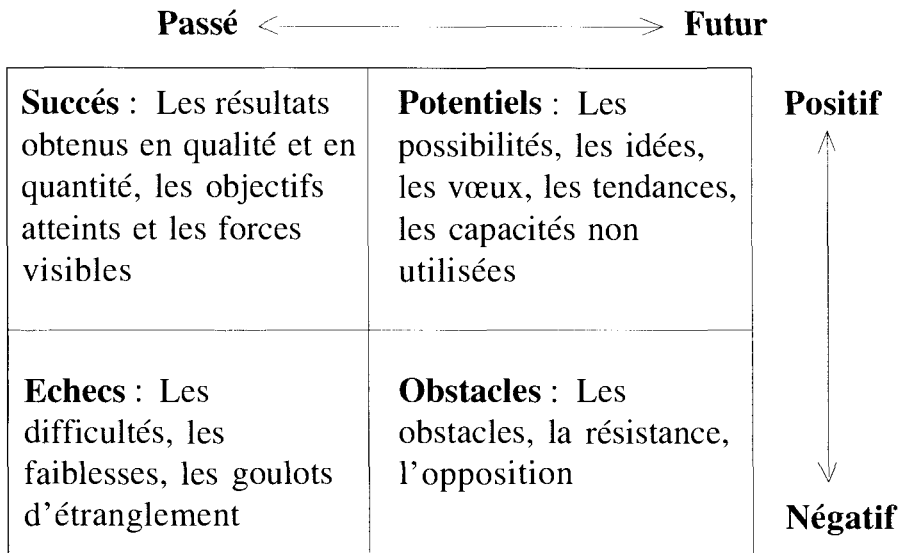 Passé Futur
Succés : Les résultats
obtenus en qualité et en
quantité, les objectifs
atteints et les forces
visibles
Potentiels : Les
possibilités, les idées,
les vœux, les tendances,
les capacités non
utilisées
Positif
Echecs : Les
difficultés, les
faiblesses, les goulots
d'étranglement
Obstacles : Les
obstacles, la résistance,
l'opposition
Négatif